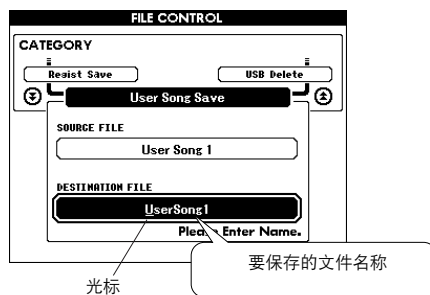 FILE CONTROL
CATEGORY
Resist Save
USB Delete
User Song Save
SOURCE FILE
User Song 1
DESTINATION FILE
UserSong1
Please Enter Name.
要保存的文件名称
光标